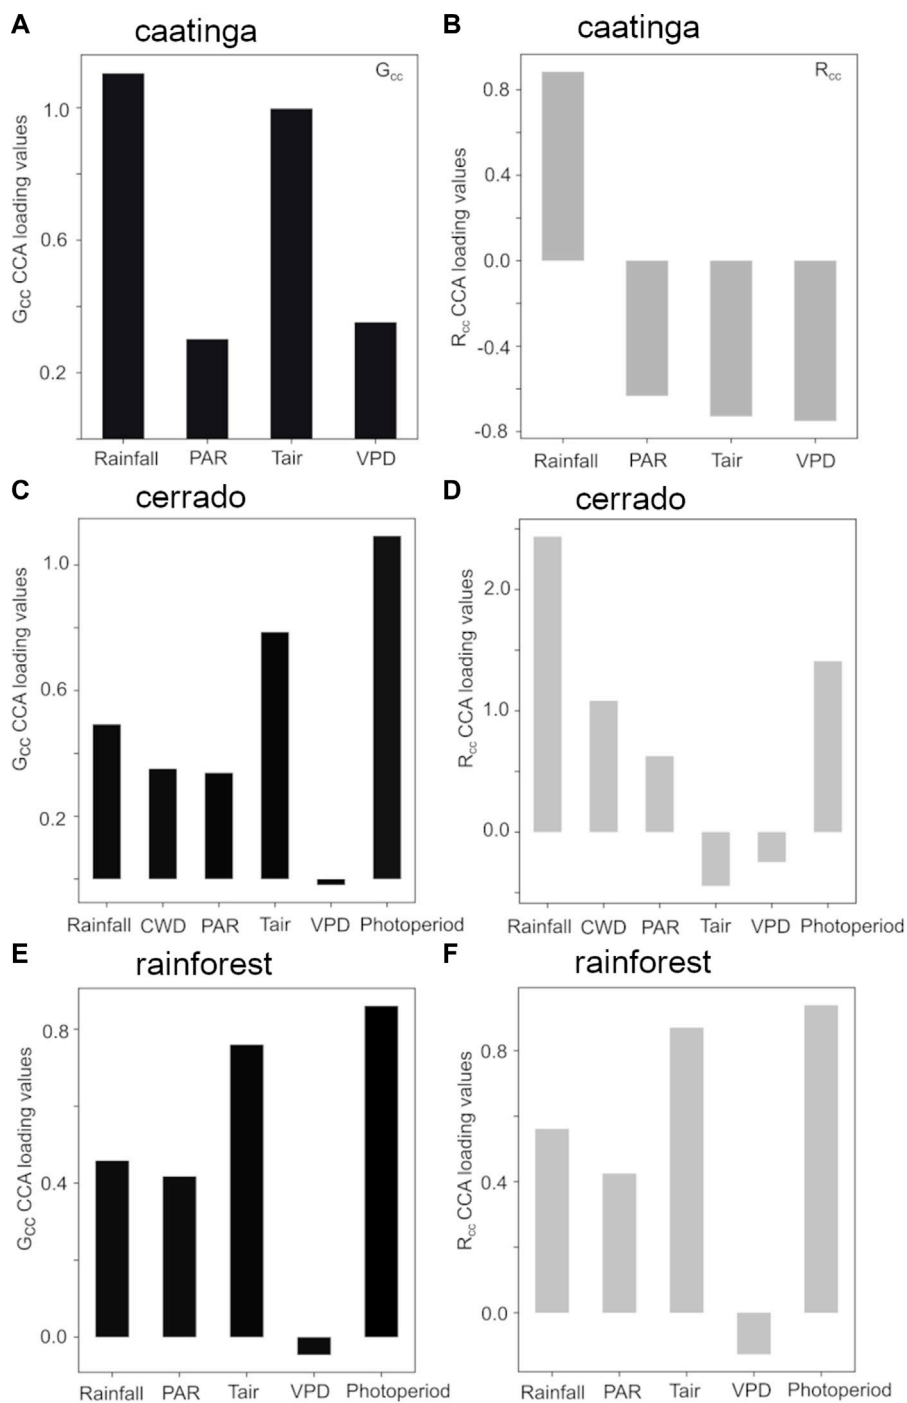 A caatinga
Gcc
Gcc CCA loading values
1.0
0.6
0.2
Rainfall PAR Tair VPD
B caatinga
Rcc
Rcc CCA loading values
0.8
0.4
0.0
-0.4
-0.8
Rainfall PAR Tair VPD
C cerrado
Gcc CCA loading values
1.0
0.6
0.2
Rainfall CWD PAR Tair VPD Photoperiod
D cerrado
Rcc CCA loading values
2.0
1.0
0.0
Rainfall CWD PAR Tair VPD Photoperiod
E rainforest
Gcc CCA loading values
0.8
0.4
0.0
Rainfall PAR Tair VPD Photoperiod
F rainforest
Rcc CCA loading values
0.8
0.4
0.0
Rainfall PAR Tair VPD Photoperiod